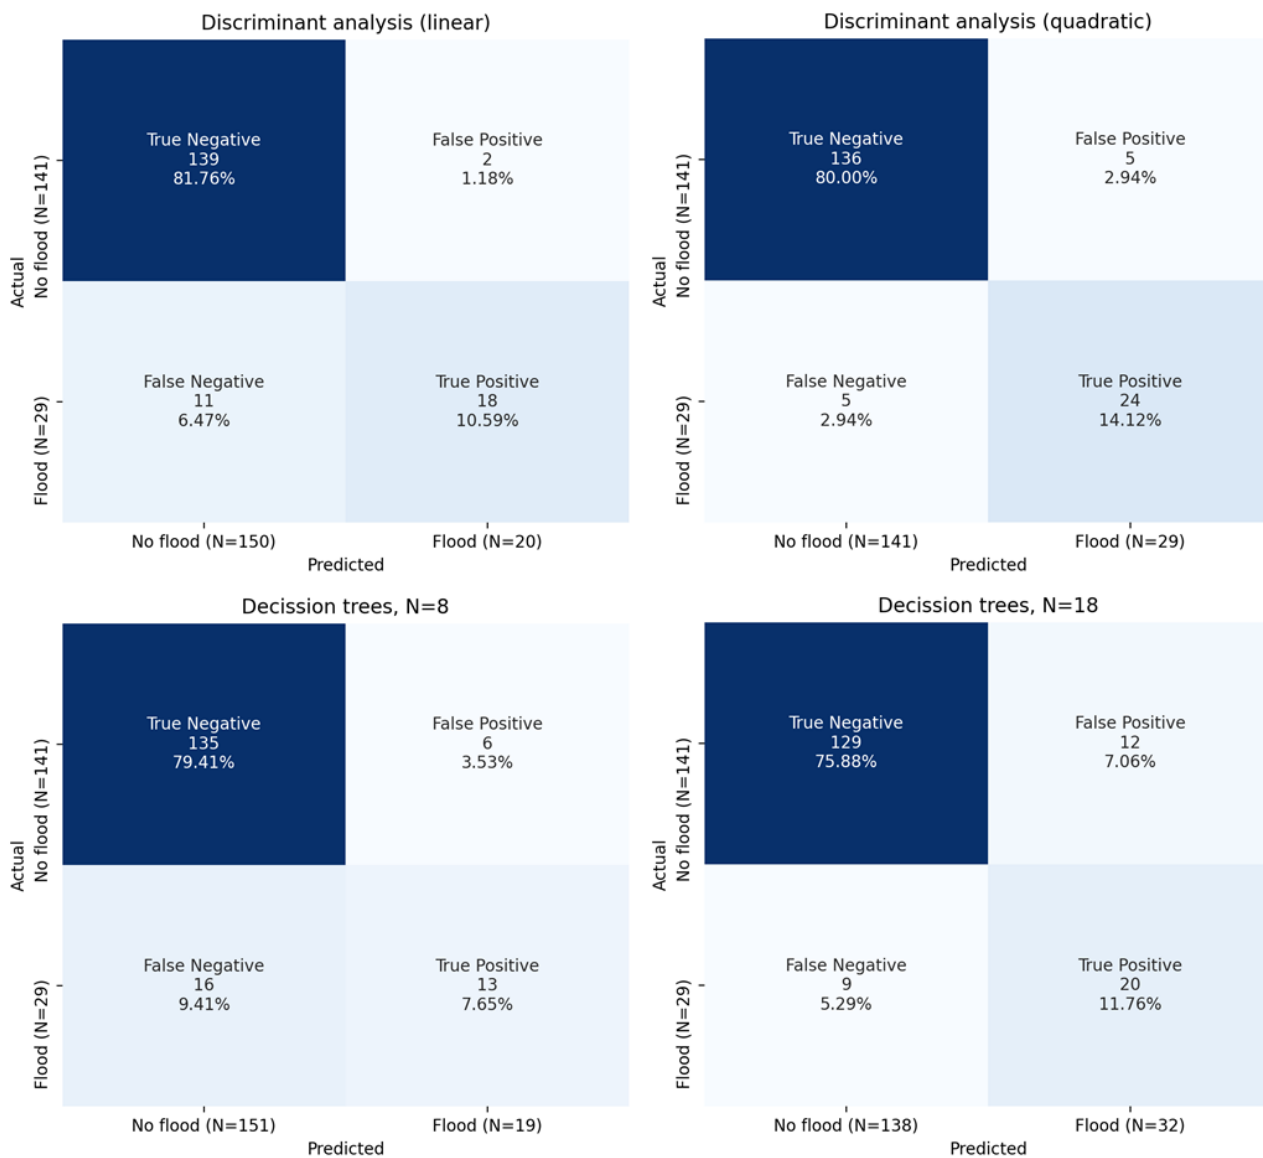 Discriminant analysis (linear)
True Negative
139
81.76%
False Positive
2
1.18%
False Negative
11
6.47%
True Positive
18
10.59%
Actual
No flood (N=141)
Flood (N=29)
No flood (N=150)
Flood (N=20)
Predicted
Discriminant analysis (quadratic)
True Negative
136
80.00%
False Positive
5
2.94%
False Negative
5
2.94%
True Positive
24
14.12%
Actual
No flood (N=141)
Flood (N=29)
No flood (N=141)
Flood (N=29)
Predicted
Decission trees, N=8
True Negative
135
79.41%
False Positive
6
3.53%
False Negative
16
9.41%
True Positive
13
7.65%
Actual
No flood (N=141)
Flood (N=29)
No flood (N=151)
Flood (N=19)
Predicted
Decission trees, N=18
True Negative
129
75.88%
False Positive
12
7.06%
False Negative
9
5.29%
True Positive
20
11.76%
Actual
No flood (N=141)
Flood (N=29)
No flood (N=138)
Flood (N=32)
Predicted